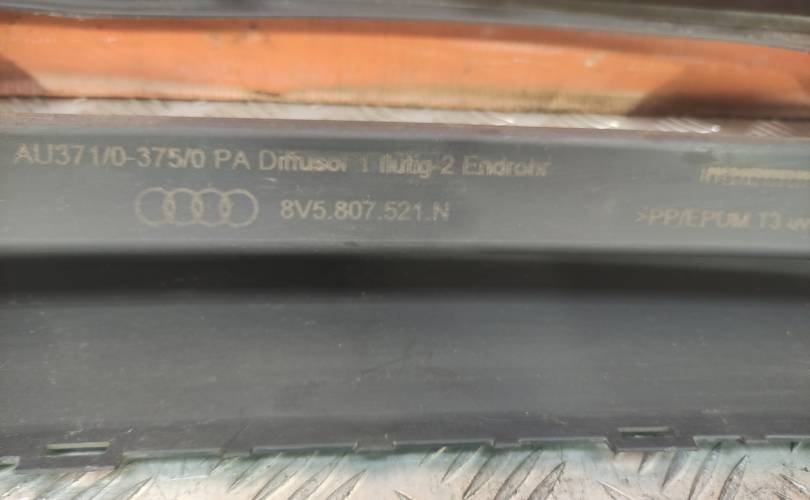 AU371/0-375/0 PA Diffusor 1 flutig-2 Endrohr
8V5.807.521.N
>PP/EPDM T3